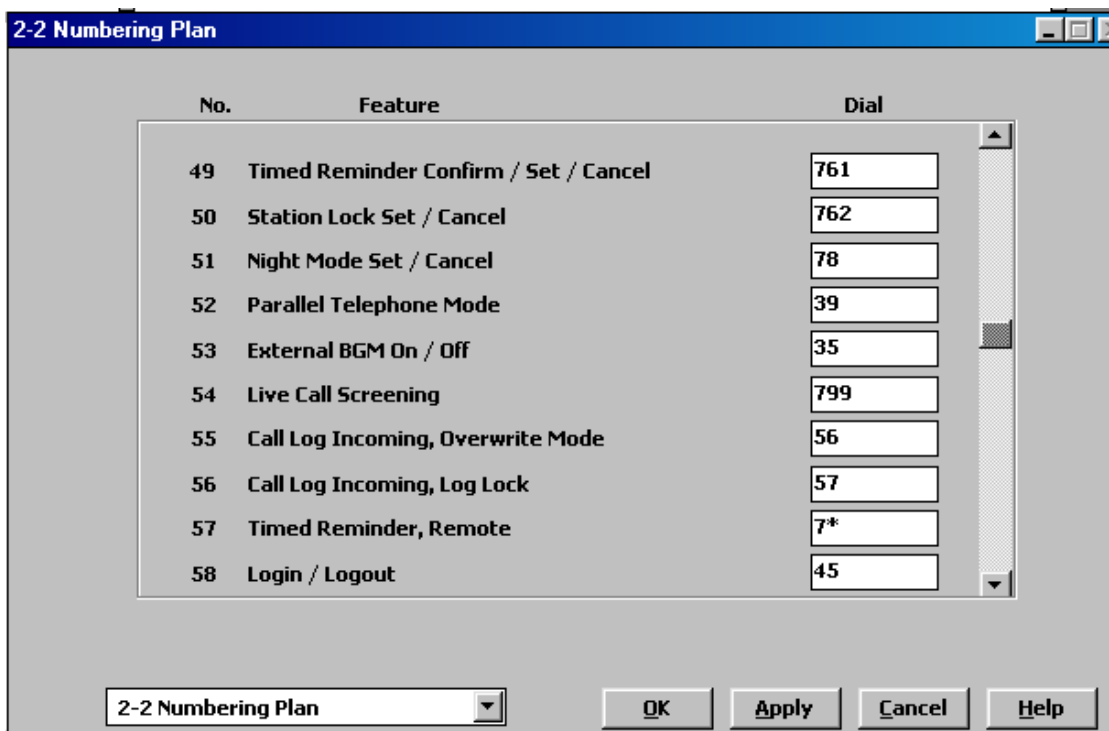 2-2 Numbering Plan
No. Feature Dial
49 Timed Reminder Confirm / Set / Cancel 761
50 Station Lock Set / Cancel 762
51 Night Mode Set / Cancel 78
52 Parallel Telephone Mode 39
53 External BGM On / Off 35
54 Live Call Screening 799
55 Call Log Incoming, Overwrite Mode 56
56 Call Log Incoming, Log Lock 57
57 Timed Reminder, Remote 7*
58 Login / Logout 45
2-2 Numbering Plan OK Apply Cancel Help